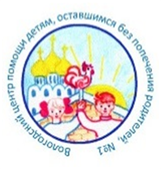 Вологодский центр помощи детям, оставшимся без попечения родителей, №1